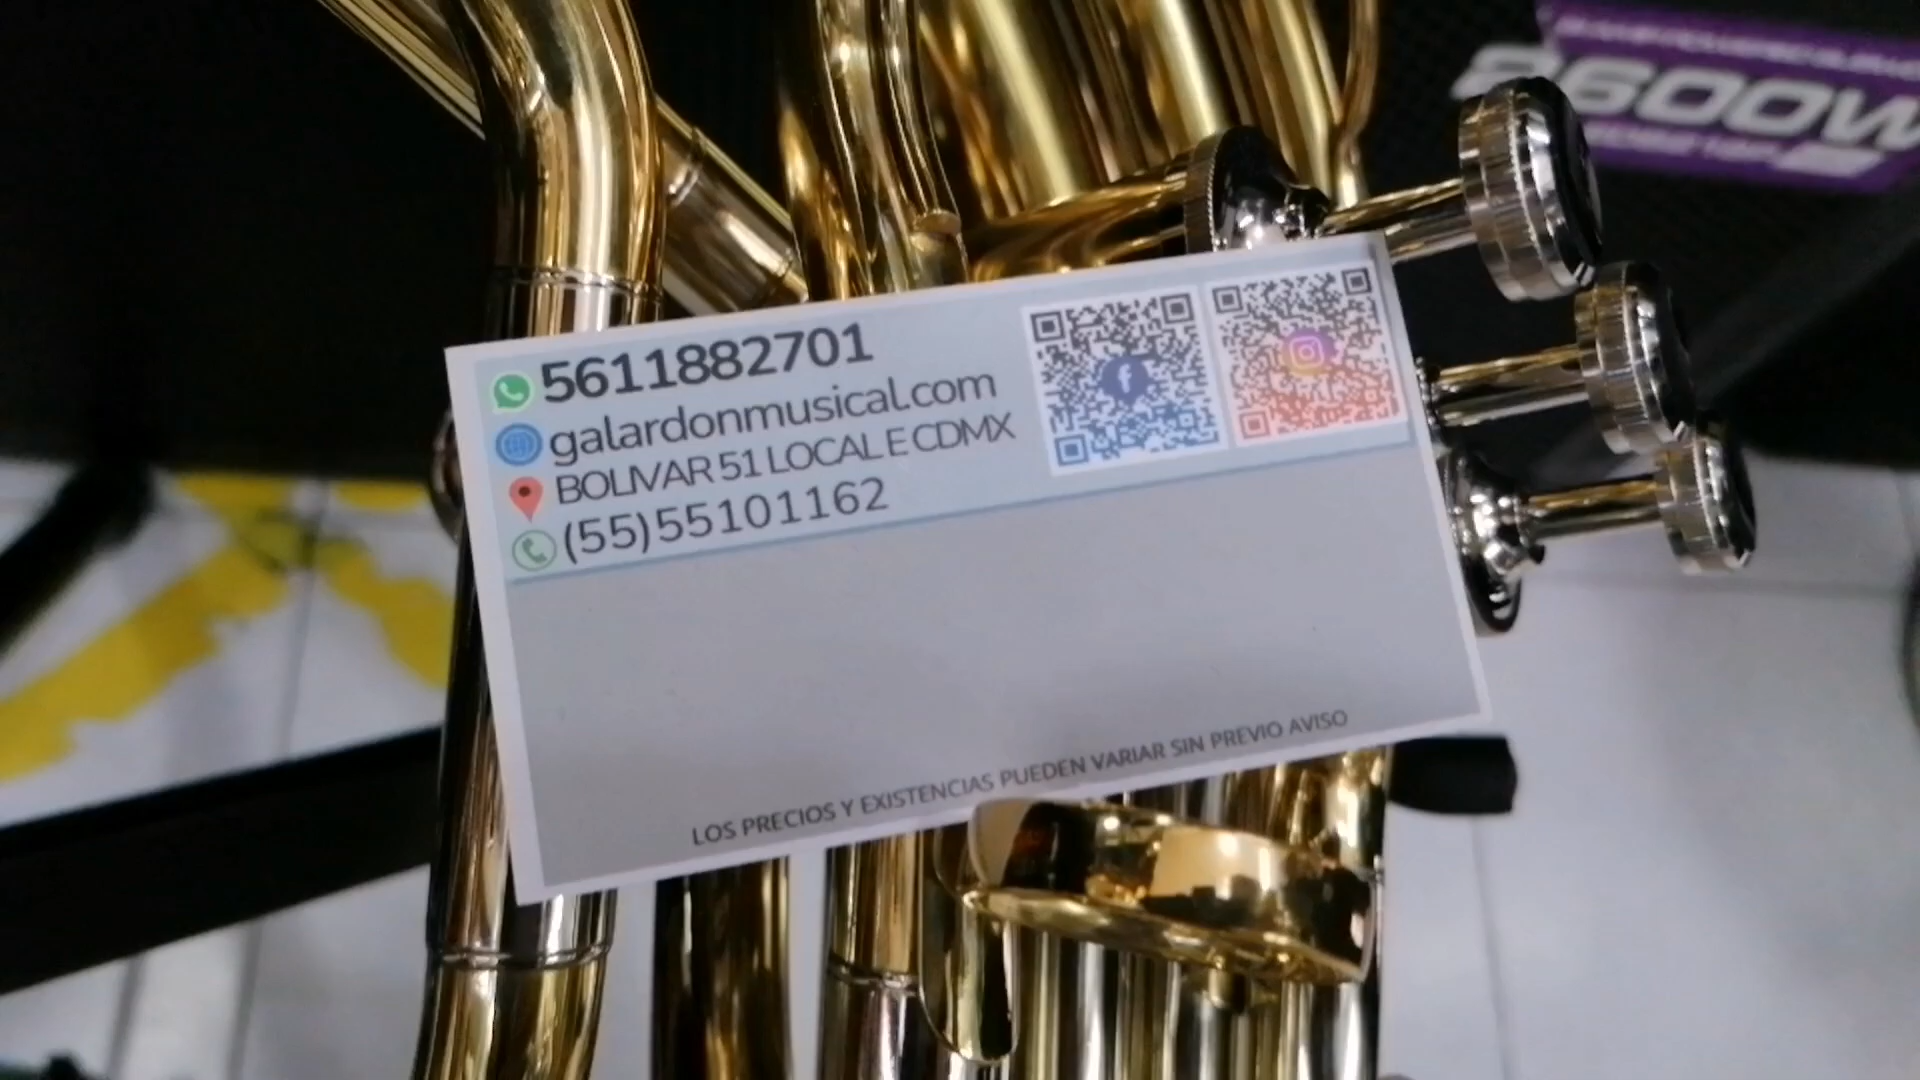 5611882701
galardonmusical.com
BOLIVAR 51 LOCAL E CDMX
(55)55101162
LOS PRECIOS Y EXISTENCIAS PUEDEN VARIAR SIN PREVIO AVISO